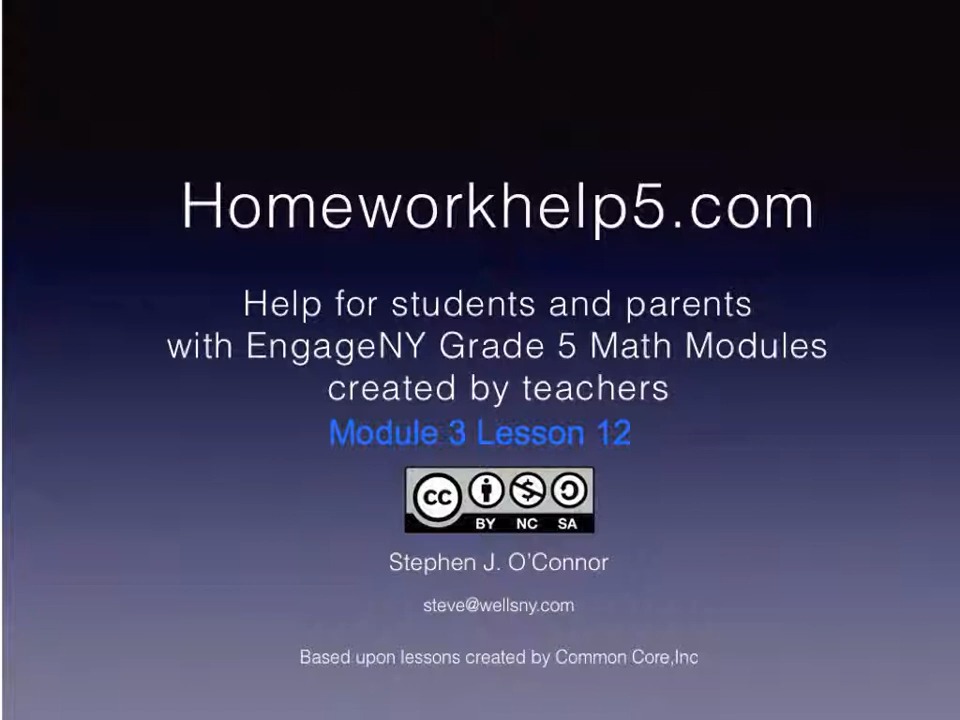 Homeworkhelp5.com
Help for students and parents
with EngageNY Grade 5 Math Modules
created by teachers
Module 3 Lesson 12
cc
BY NC SA
Stephen J. O'Connor
steve@wellsny.com
Based upon lessons created by Common Core,Inc